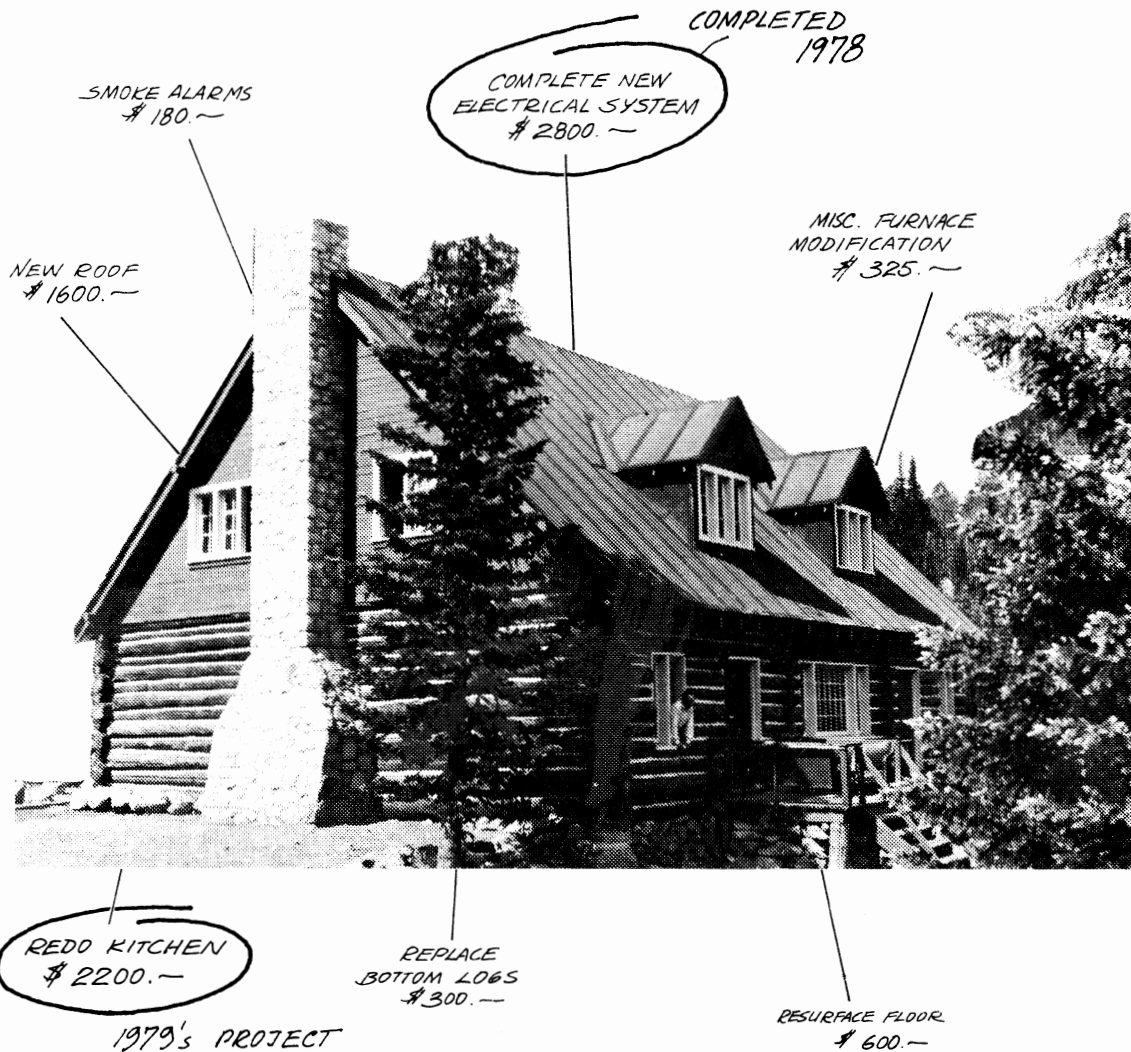 COMPLETED
1978
COMPLETE NEW
ELECTRICAL SYSTEM
$ 2800.~
SMOKE ALARMS
$ 180.~
MISC. FURNACE
MODIFICATION
$ 325.~
NEW ROOF
$ 1600.~
REDO KITCHEN
$ 2200.~
1979's PROJECT
REPLACE
BOTTOM LOGS
$ 300.~
RESURFACE FLOOR
$ 600.~